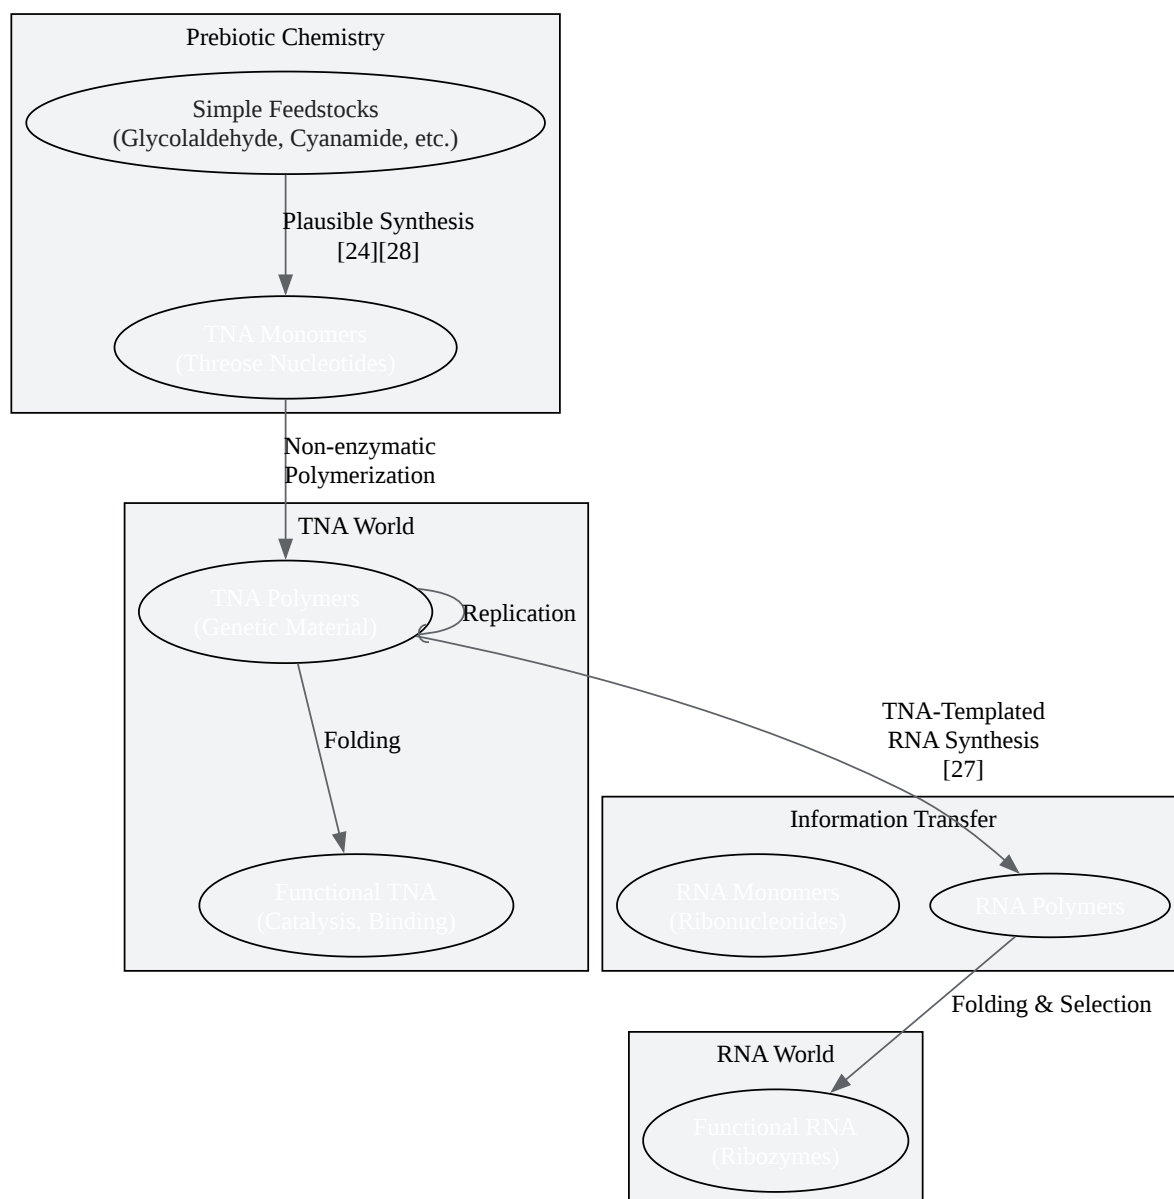 Prebiotic Chemistry
Simple Feedstocks
(Glycolaldehyde, Cyanamide, etc.)
Plausible Synthesis
[24][28]
TNA Monomers
(Threose Nucleotides)
Non-enzymatic
Polymerization
TNA World
TNA Polymers
(Genetic Material)
Replication
Folding
TNA-Templated
RNA Synthesis
[27]
Information Transfer
Functional TNA
(Catalysis, Binding)
RNA Monomers
(Ribonucleotides)
RNA Polymers
Folding & Selection
RNA World
Functional RNA
(Ribozymes)